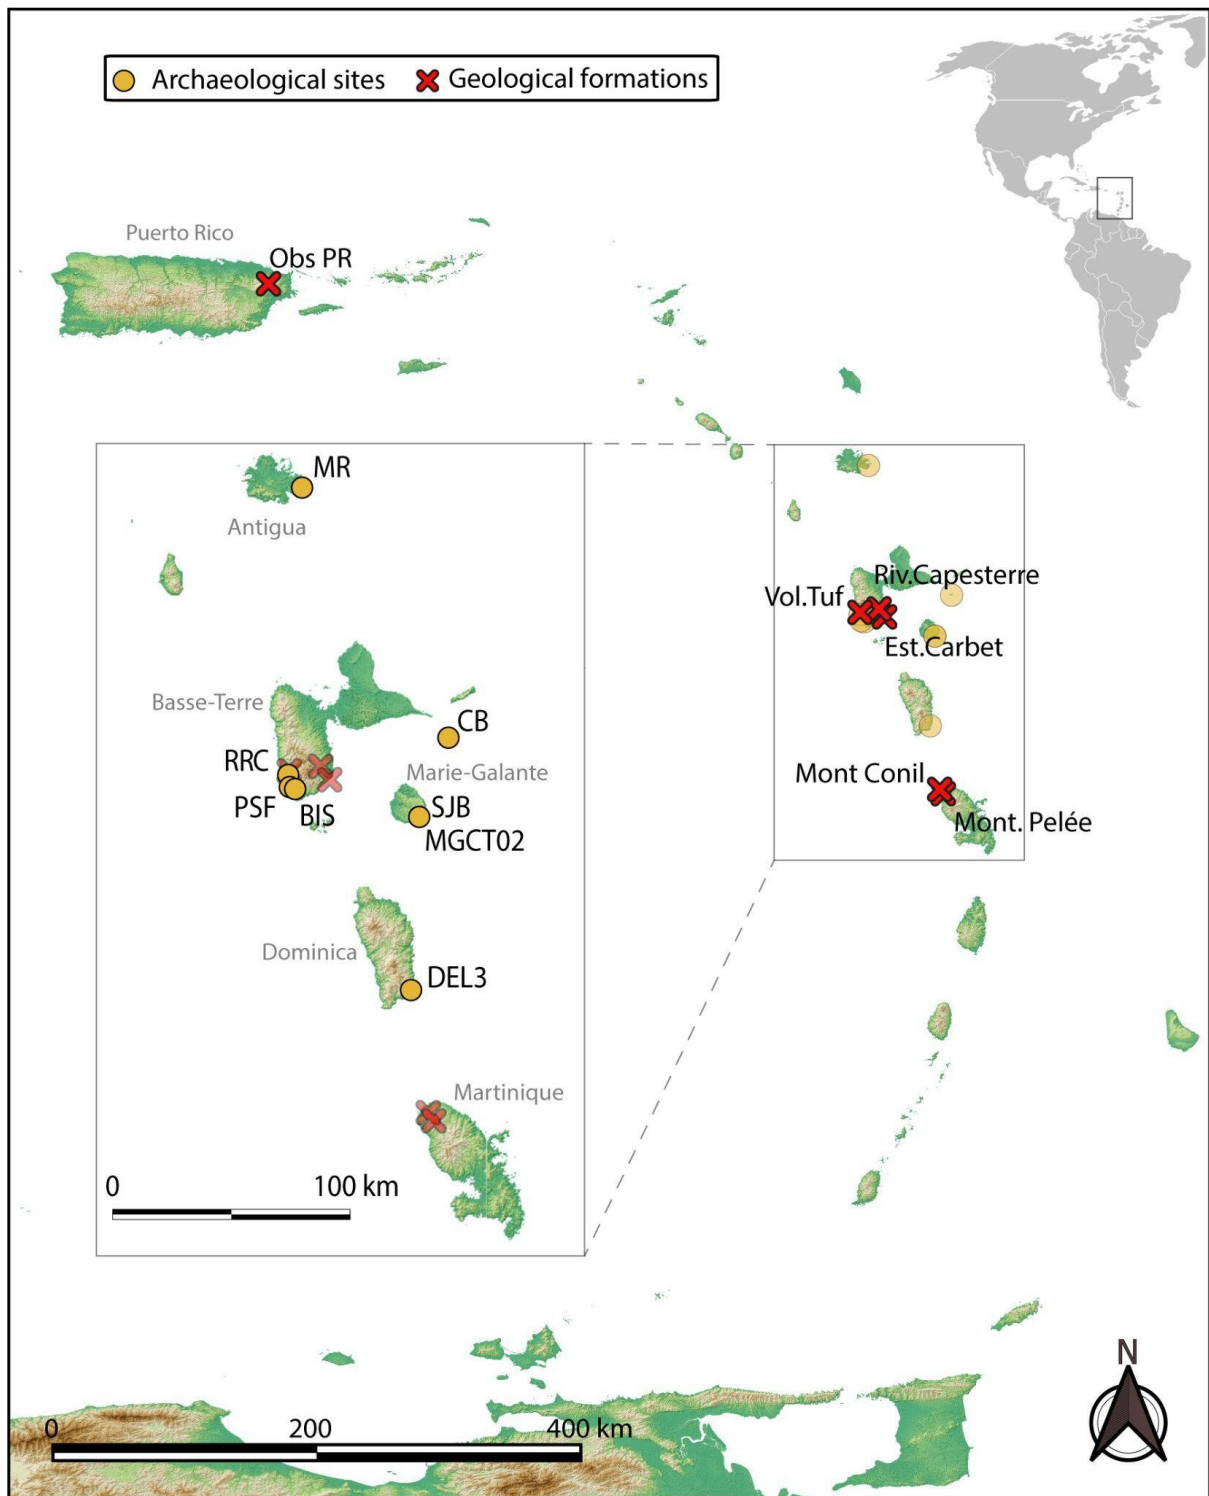 Archaeological sites
Geological formations
Puerto Rico
Obs PR
MR
Antigua
Basse-Terre
CB
RRC
Marie-Galante
PSF
BIS
SJB
MGCT02
Dominica
DEL3
Martinique
0 100 km
Riv.Capesterre
Vol.Tuf
Est.Carbet
Mont Conil
Mont. Pelée
0 200 400 km
N